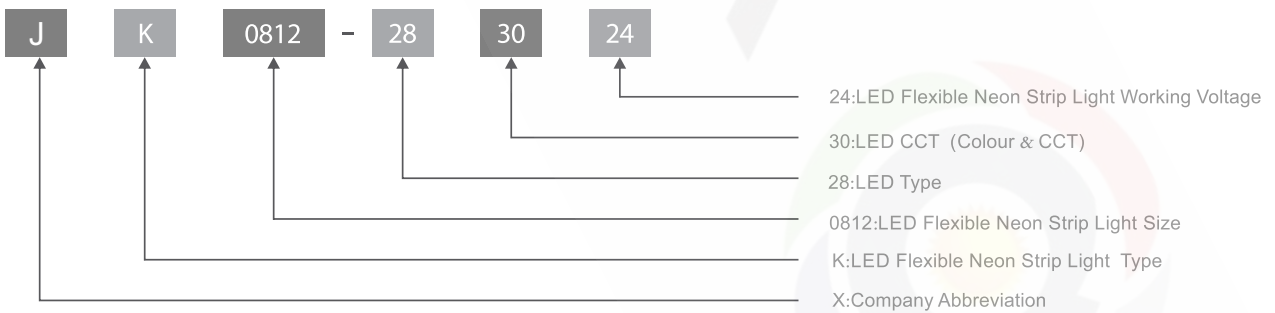 J K 0812 - 28 30 24
24:LED Flexible Neon Strip Light Working Voltage
30:LED CCT (Colour & CCT)
28:LED Type
0812:LED Flexible Neon Strip Light Size
K:LED Flexible Neon Strip Light Type
X:Company Abbreviation